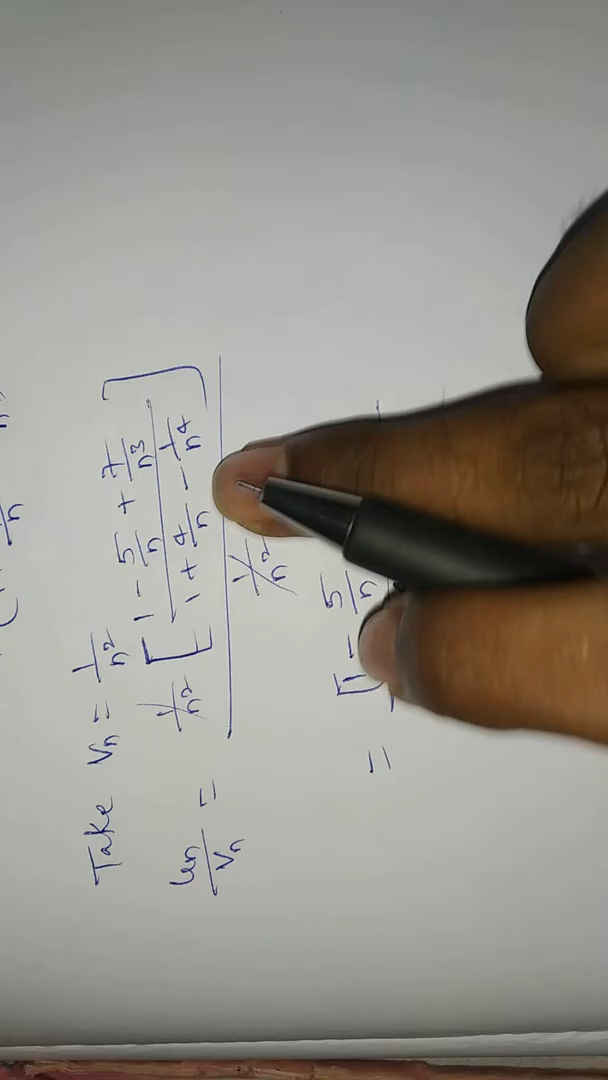 Take vₙ = 1/n²
uₙ/vₙ = 1/n² [ (1 - 5/n + 7/n³) / (1 + 4/n - 1/n⁴) ] / 1/n²
= [1 - 5/n